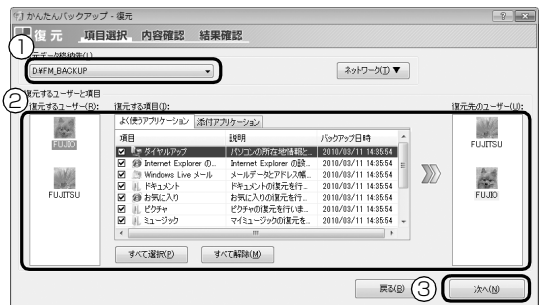 かんたんバックアップ - 復元
復元 項目選択 内容確認 結果確認
①
復元データ格納先(L)
D:¥FM_BACKUP
ネットワーク(T) ▼
復元するユーザーと項目
②
復元するユーザー(R): 復元する項目(I): 復元先のユーザー(U):
よく使うアプリケーション 添付アプリケーション
項目 説明 バックアップ日時
ダイヤルアップ パソコンの所在地情報と... 2010/03/11 14:35:54
Internet Explorer の... Internet Explorer の設... 2010/03/11 14:35:54
Windows Live メール メールデータとアドレス帳... 2010/03/11 14:35:54
ドキュメント ドキュメントの復元を行... 2010/03/11 14:35:54
お気に入り お気に入りの復元を行... 2010/03/11 14:35:54
ピクチャ ピクチャの復元を行いま... 2010/03/11 14:35:54
ミュージック マイミュージックの復元を... 2010/03/11 14:35:54
FUJIO
FUJITSU
FUJITSU
FUJIO
すべて選択(P) すべて解除(M)
戻る(B) ③ 次へ(N)